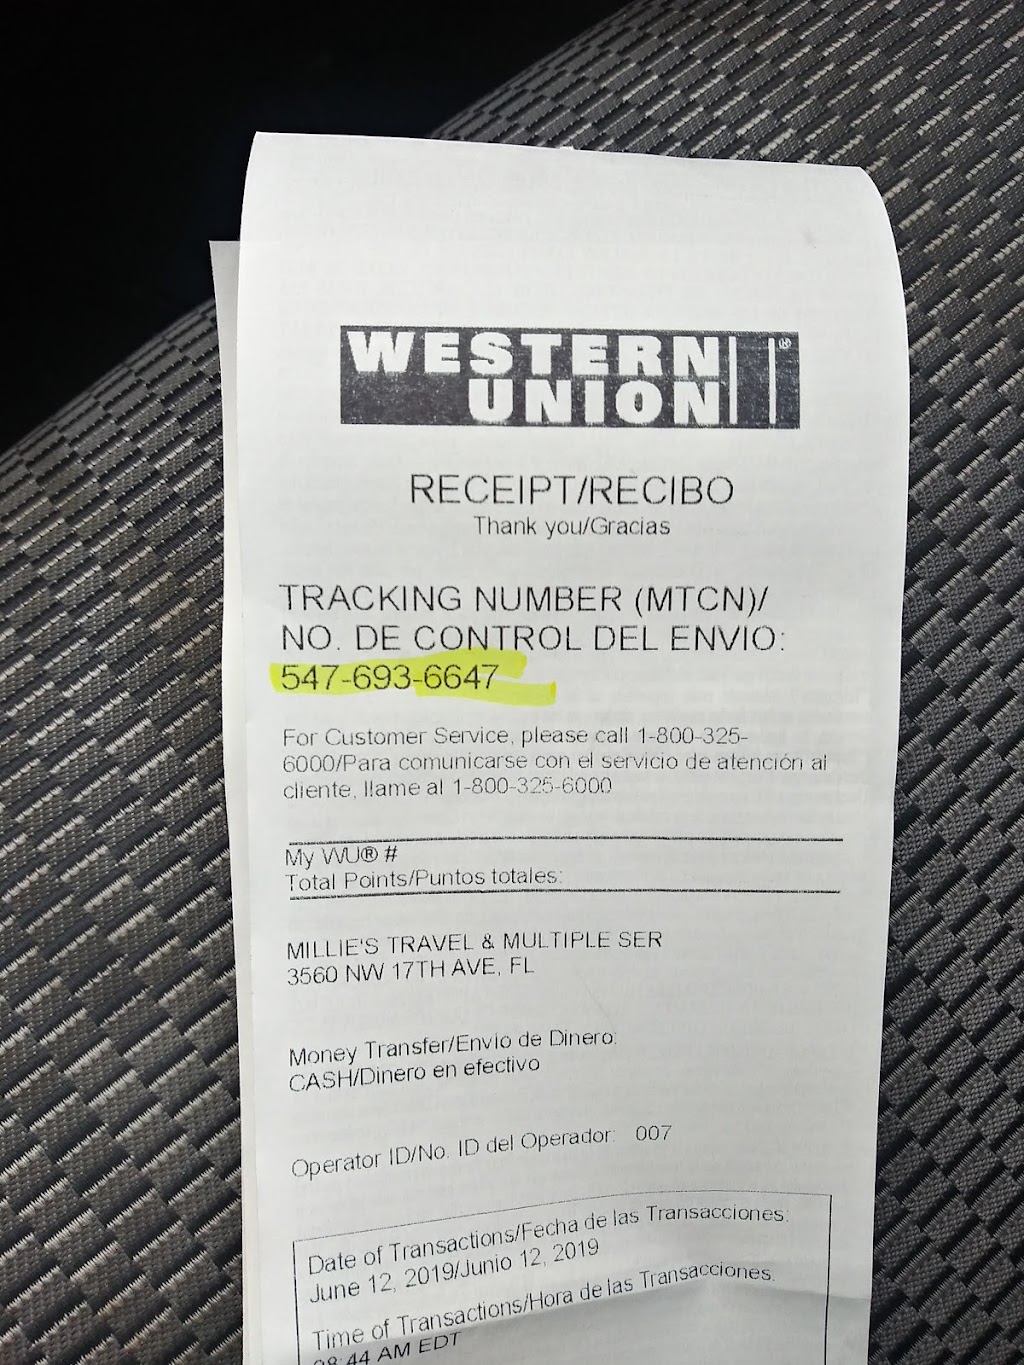 WESTERN
UNION ®
RECEIPT/RECIBO
Thank you/Gracias
TRACKING NUMBER (MTCN)/
NO. DE CONTROL DEL ENVIO:
547-693-6647
For Customer Service, please call 1-800-325-
6000/Para comunicarse con el servicio de atención al
cliente, llame al 1-800-325-6000
My WU® #
Total Points/Puntos totales:
MILLIE'S TRAVEL & MULTIPLE SER
3560 NW 17TH AVE, FL
Money Transfer/Envio de Dinero:
CASH/Dinero en efectivo
Operator ID/No. ID del Operador: 007
Date of Transactions/Fecha de las Transacciones:
June 12, 2019/Junio 12, 2019
Time of Transactions/Hora de las Transacciones:
08:44 AM EDT